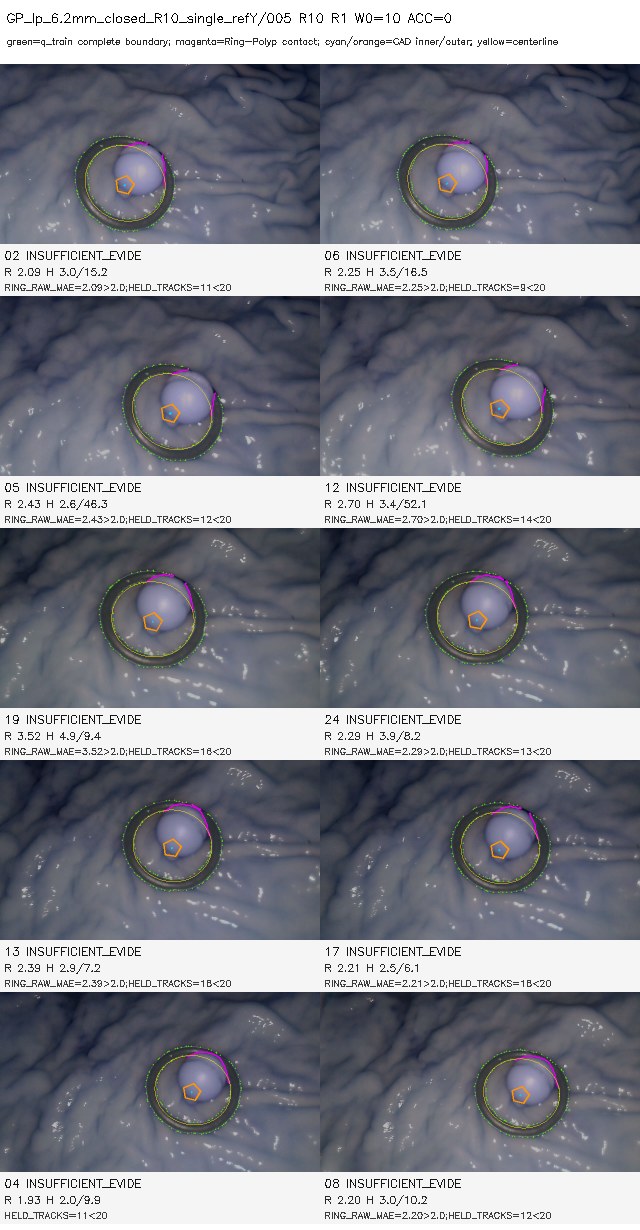 GP_Ip_6.2mm_closed_R10_single_refY/005 R10 R1 W0=10 ACC=0
green=q_train complete boundary; magenta=Ring-Polyp contact; cyan/orange=CAD inner/outer; yellow=centerline
02 INSUFFICIENT_EVIDE
R 2.09 H 3.0/15.2
RING_RAW_MAE=2.09>2.0;HELD_TRACKS=11<20
06 INSUFFICIENT_EVIDE
R 2.25 H 3.5/16.5
RING_RAW_MAE=2.25>2.0;HELD_TRACKS=9<20
05 INSUFFICIENT_EVIDE
R 2.43 H 2.6/46.3
RING_RAW_MAE=2.43>2.0;HELD_TRACKS=12<20
12 INSUFFICIENT_EVIDE
R 2.70 H 3.4/52.1
RING_RAW_MAE=2.70>2.0;HELD_TRACKS=14<20
19 INSUFFICIENT_EVIDE
R 3.52 H 4.9/9.4
RING_RAW_MAE=3.52>2.0;HELD_TRACKS=16<20
24 INSUFFICIENT_EVIDE
R 2.29 H 3.9/8.2
RING_RAW_MAE=2.29>2.0;HELD_TRACKS=13<20
13 INSUFFICIENT_EVIDE
R 2.39 H 2.9/7.2
RING_RAW_MAE=2.39>2.0;HELD_TRACKS=18<20
17 INSUFFICIENT_EVIDE
R 2.21 H 2.5/6.1
RING_RAW_MAE=2.21>2.0;HELD_TRACKS=18<20
04 INSUFFICIENT_EVIDE
R 1.93 H 2.0/9.9
HELD_TRACKS=11<20
08 INSUFFICIENT_EVIDE
R 2.20 H 3.0/10.2
RING_RAW_MAE=2.20>2.0;HELD_TRACKS=12<20